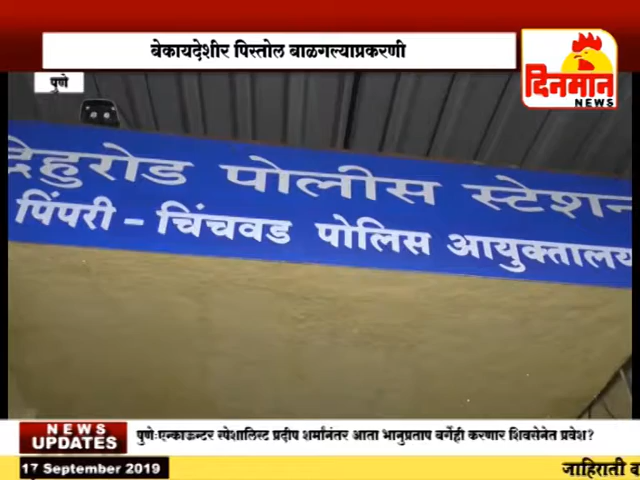 बेकायदेशीर पिस्तोल बाळगल्याप्रकरणी
दिनमान
NEWS
पुणे
देहुरोड पोलीस स्टेशन
पिंपरी - चिंचवड पोलिस आयुक्तालय
NEWS
UPDATES
पुणेःएन्काऊन्टर स्पेशालिस्ट प्रदीप शर्मांनंतर आता भानुप्रताप बर्गेही करणार शिवसेनेत प्रवेश?
17 September 2019
जाहिराती व